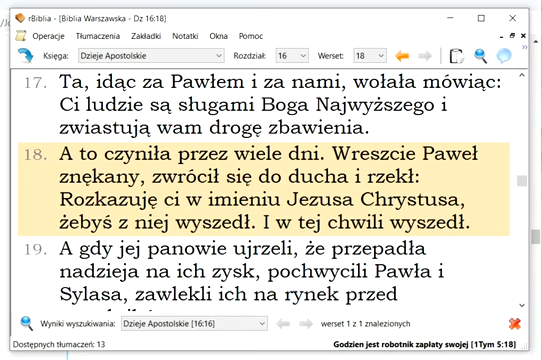 rBiblia - [Biblia Warszawska - Dz 16:18]
Operacje Tłumaczenia Zakładki Notatki Okna Pomoc
Księga: Dzieje Apostolskie Rozdział: 16 Werset: 18
17. Ta, idąc za Pawłem i za nami, wołała mówiąc:
Ci ludzie są sługami Boga Najwyższego i
zwiastują wam drogę zbawienia.
18. A to czyniła przez wiele dni. Wreszcie Paweł
znękany, zwrócił się do ducha i rzekł:
Rozkazuję ci w imieniu Jezusa Chrystusa,
żebyś z niej wyszedł. I w tej chwili wyszedł.
19. A gdy jej panowie ujrzeli, że przepadła
nadzieja na ich zysk, pochwycili Pawła i
Sylasa, zawlekli ich na rynek przed
Wyniki wyszukiwania: Dzieje Apostolskie [16:16] werset 1 z 1 znalezionych
Dostępnych tłumaczeń: 13 Godzien jest robotnik zapłaty swojej [1Tym 5:18]